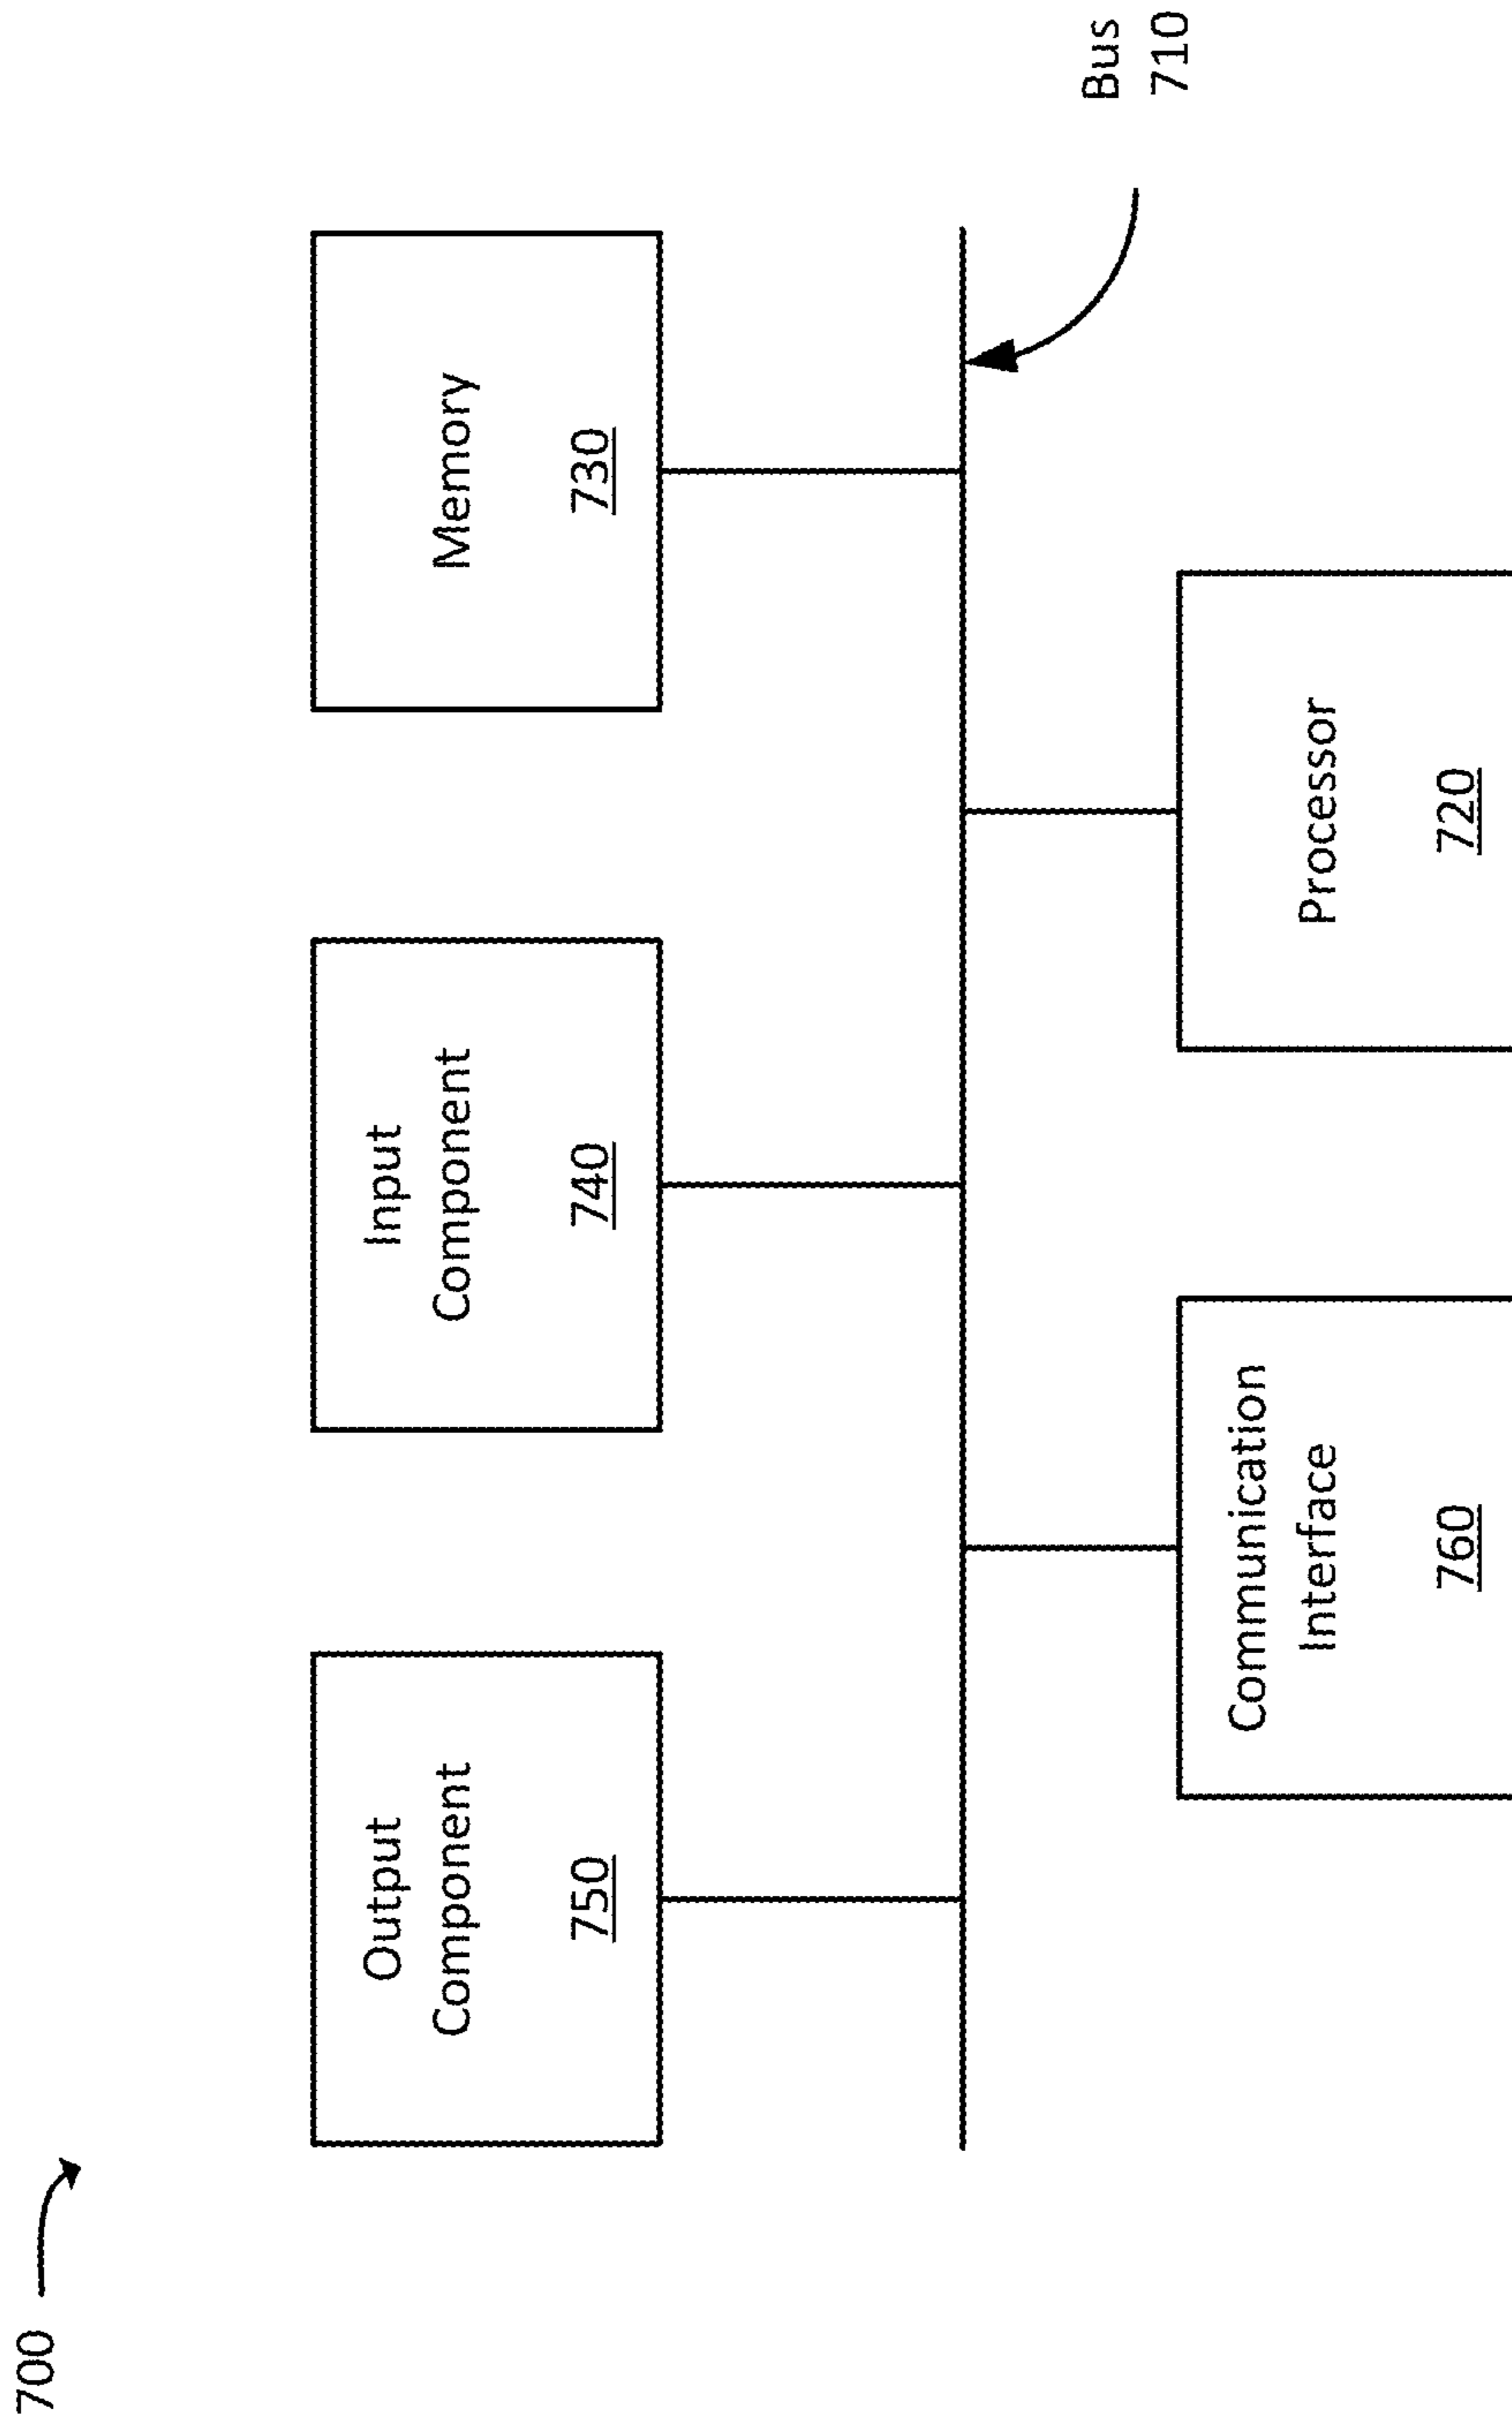 700
Output
Component
750
Input
Component
740
Memory
730
Bus
710
Communication
Interface
760
Processor
720